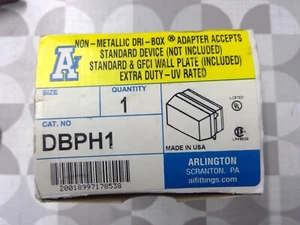 NON-METALLIC DRI-BOX® ADAPTER ACCEPTS
STANDARD DEVICE (NOT INCLUDED)
STANDARD & GFCI WALL PLATE (INCLUDED)
EXTRA DUTY-UV RATED
SIZE
QUANTITY
1
CAT. NO
DBPH1
LISTED
MADE IN USA
ARLINGTON
SCRANTON, PA
aifittings.com
20018997178538